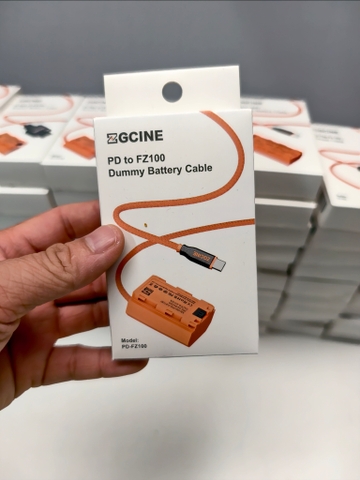 ZGCINE
PD to FZ100
Dummy Battery Cable
Model:
PD-FZ100